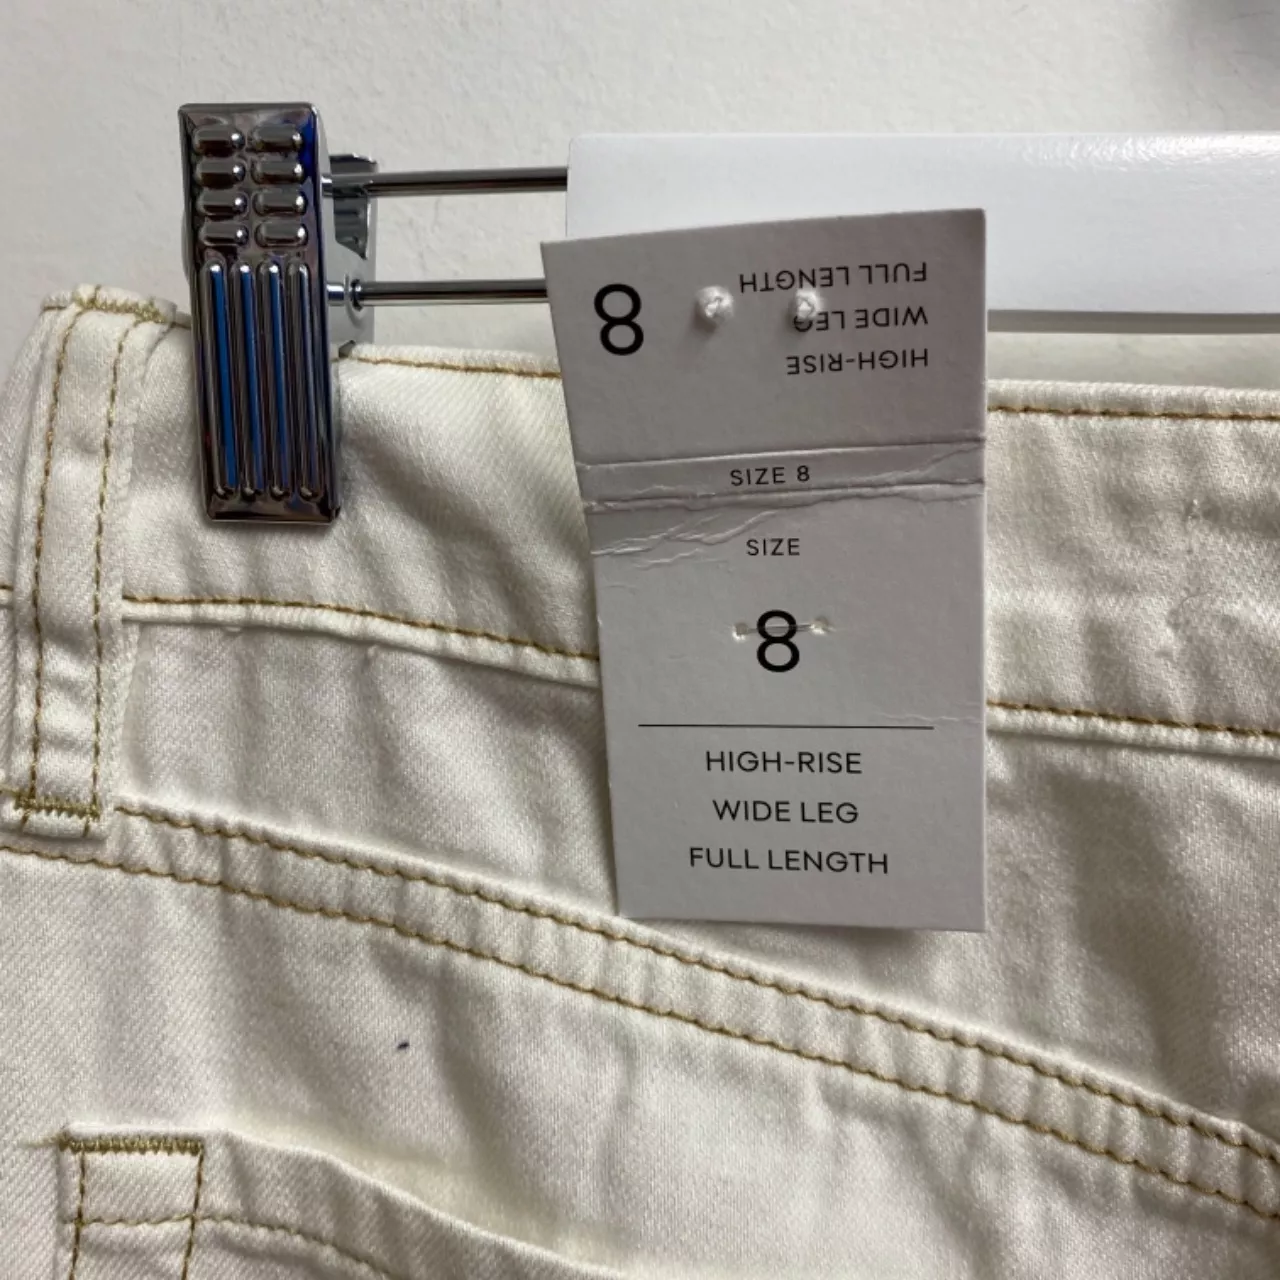 8
FULL LENGTH
WIDE LEG
HIGH-RISE
SIZE 8
SIZE
8
HIGH-RISE
WIDE LEG
FULL LENGTH